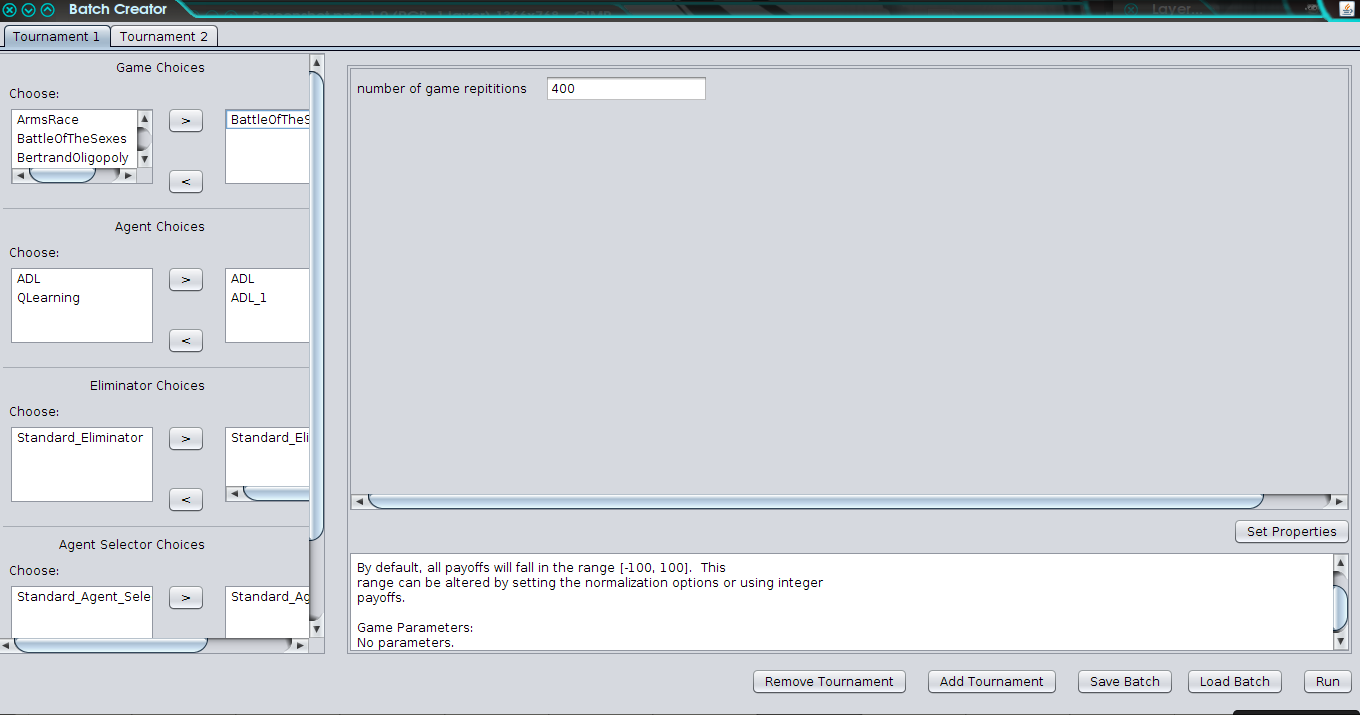 Batch Creator
Tournament 1
Tournament 2
Game Choices
Choose:
ArmsRace
BattleOfTheSexes
BertrandOligopoly
>
<
BattleOfTheS
Agent Choices
Choose:
ADL
QLearning
>
<
ADL
ADL_1
Eliminator Choices
Choose:
Standard_Eliminator
>
<
Standard_Eli
Agent Selector Choices
Choose:
Standard_Agent_Sele
>
Standard_Ag
number of game repititions
400
Set Properties
By default, all payoffs will fall in the range [-100, 100].  This
range can be altered by setting the normalization options or using integer
payoffs.
Game Parameters:
No parameters.
Remove Tournament
Add Tournament
Save Batch
Load Batch
Run